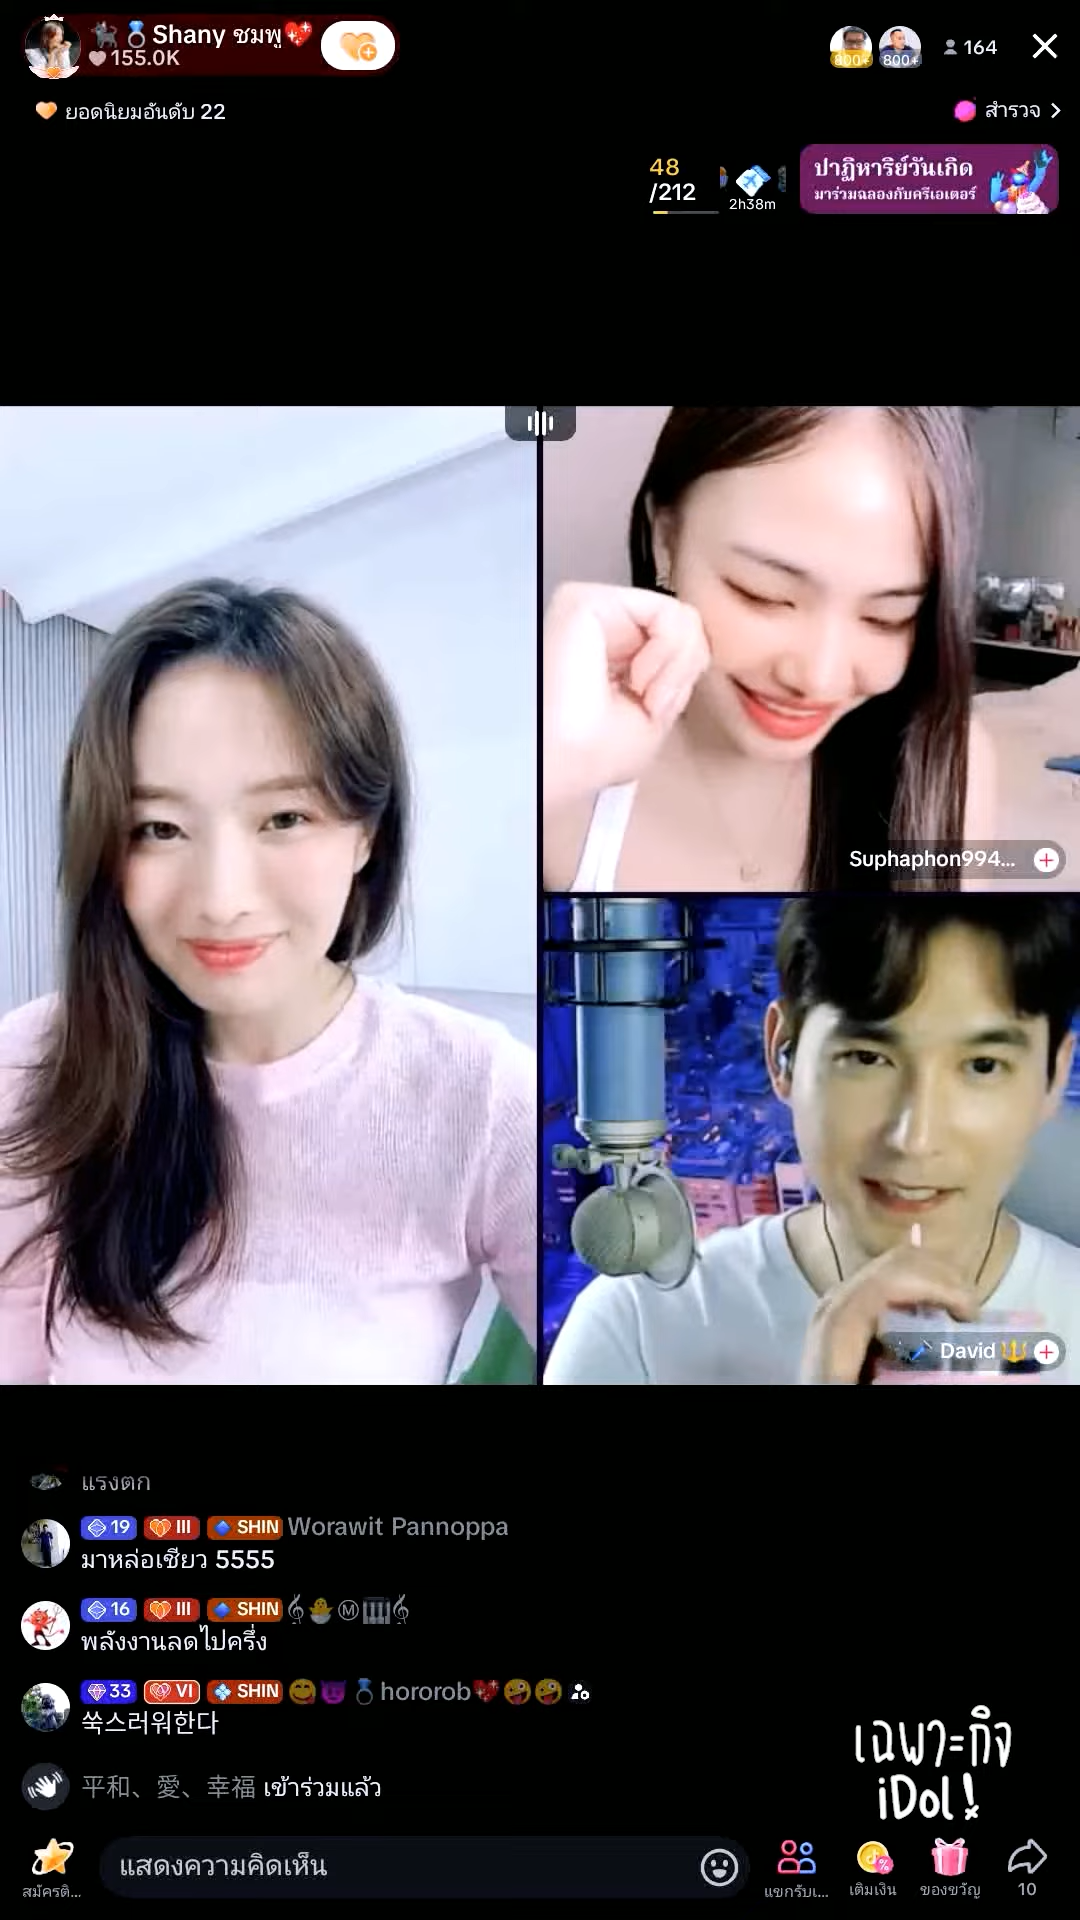 🐈‍⬛💍Shany ชมพู💖
155.0K
800+
800+
164
ยอดนิยมอันดับ 22
สำรวจ
48
/212
2h38m
ปาฏิหาริย์วันเกิด
มาร่วมฉลองกับครีเอเตอร์
Suphaphon994...
David 🔱
แรงตก
19 III SHIN Worawit Pannoppa
มาหล่อเชียว 5555
16 III SHIN 🐥Ⓜ🎹
พลังงานลดไปครึ่ง
33 VI SHIN 😋😈💍hororob💖🤪🤪
쑥스러워한다
平和、愛、幸福 เข้าร่วมแล้ว
เฉพาะกิจ
iDol!
แสดงความคิดเห็น
สมัครติ...
แขกรับเ...
เติมเงิน
ของขวัญ
10